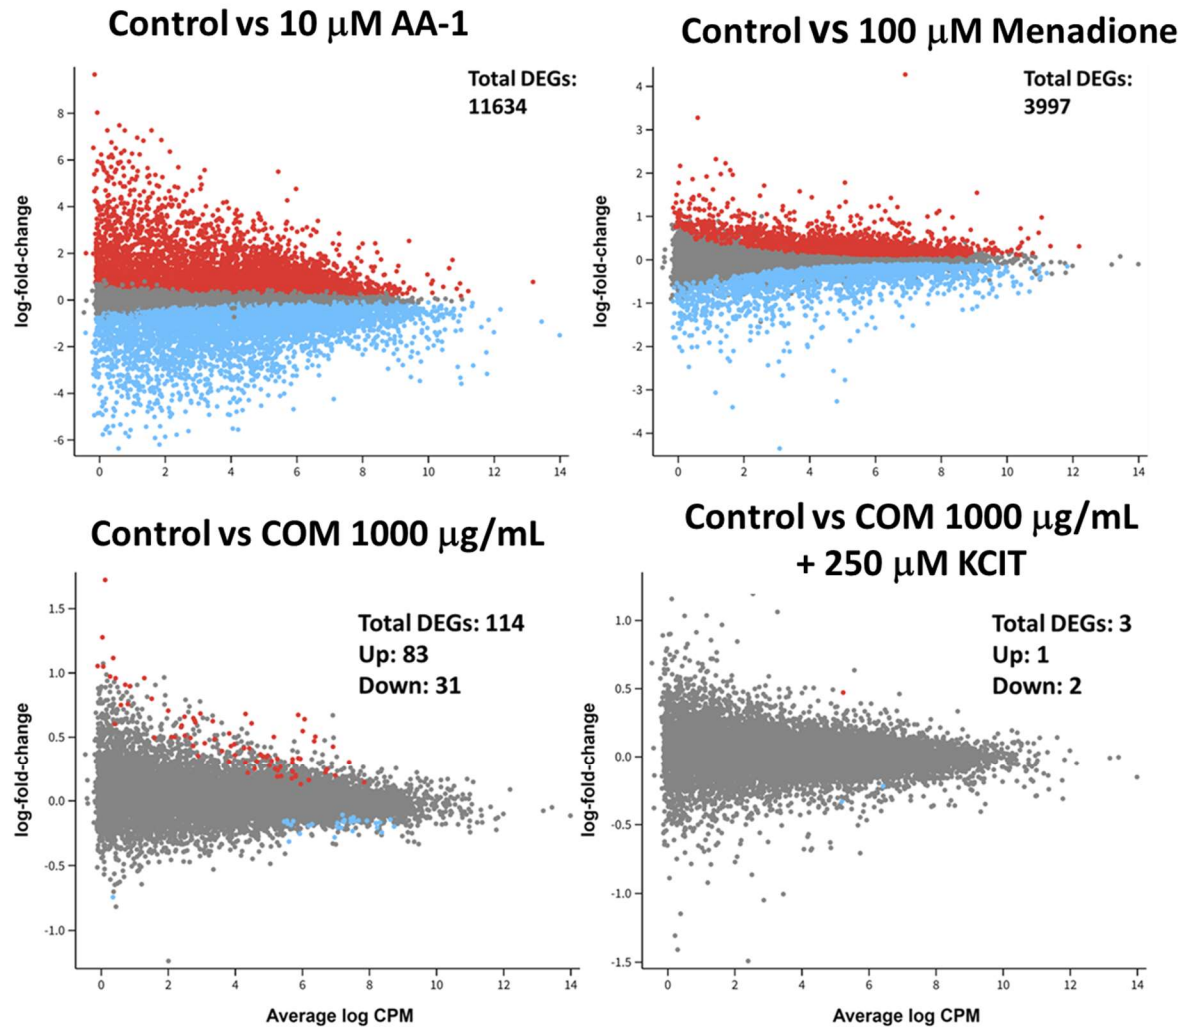 Control vs 10 μM AA-1
Total DEGs:
11634
log-fold-change
8
6
4
2
0
-2
-4
-6
0 2 4 6 8 10 12 14
Control vs 100 μM Menadione
Total DEGs:
3997
log-fold-change
4
3
2
1
0
-1
-2
-3
-4
0 2 4 6 8 10 12 14
Control vs COM 1000 μg/mL
Total DEGs: 114
Up: 83
Down: 31
log-fold-change
1.5
1.0
0.5
0.0
-0.5
-1.0
0 2 4 6 8 10 12 14
Average log CPM
Control vs COM 1000 μg/mL
+ 250 μM KCIT
Total DEGs: 3
Up: 1
Down: 2
log-fold-change
1.0
0.5
0.0
-0.5
-1.0
-1.5
0 2 4 6 8 10 12 14
Average log CPM